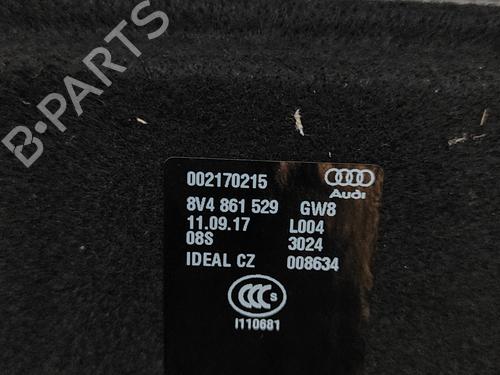 B-PARTS
002170215
Audi
8V4 861 529 GW8
11.09.17 L004
08S 3024
IDEAL CZ 008634
CCC S
I110681